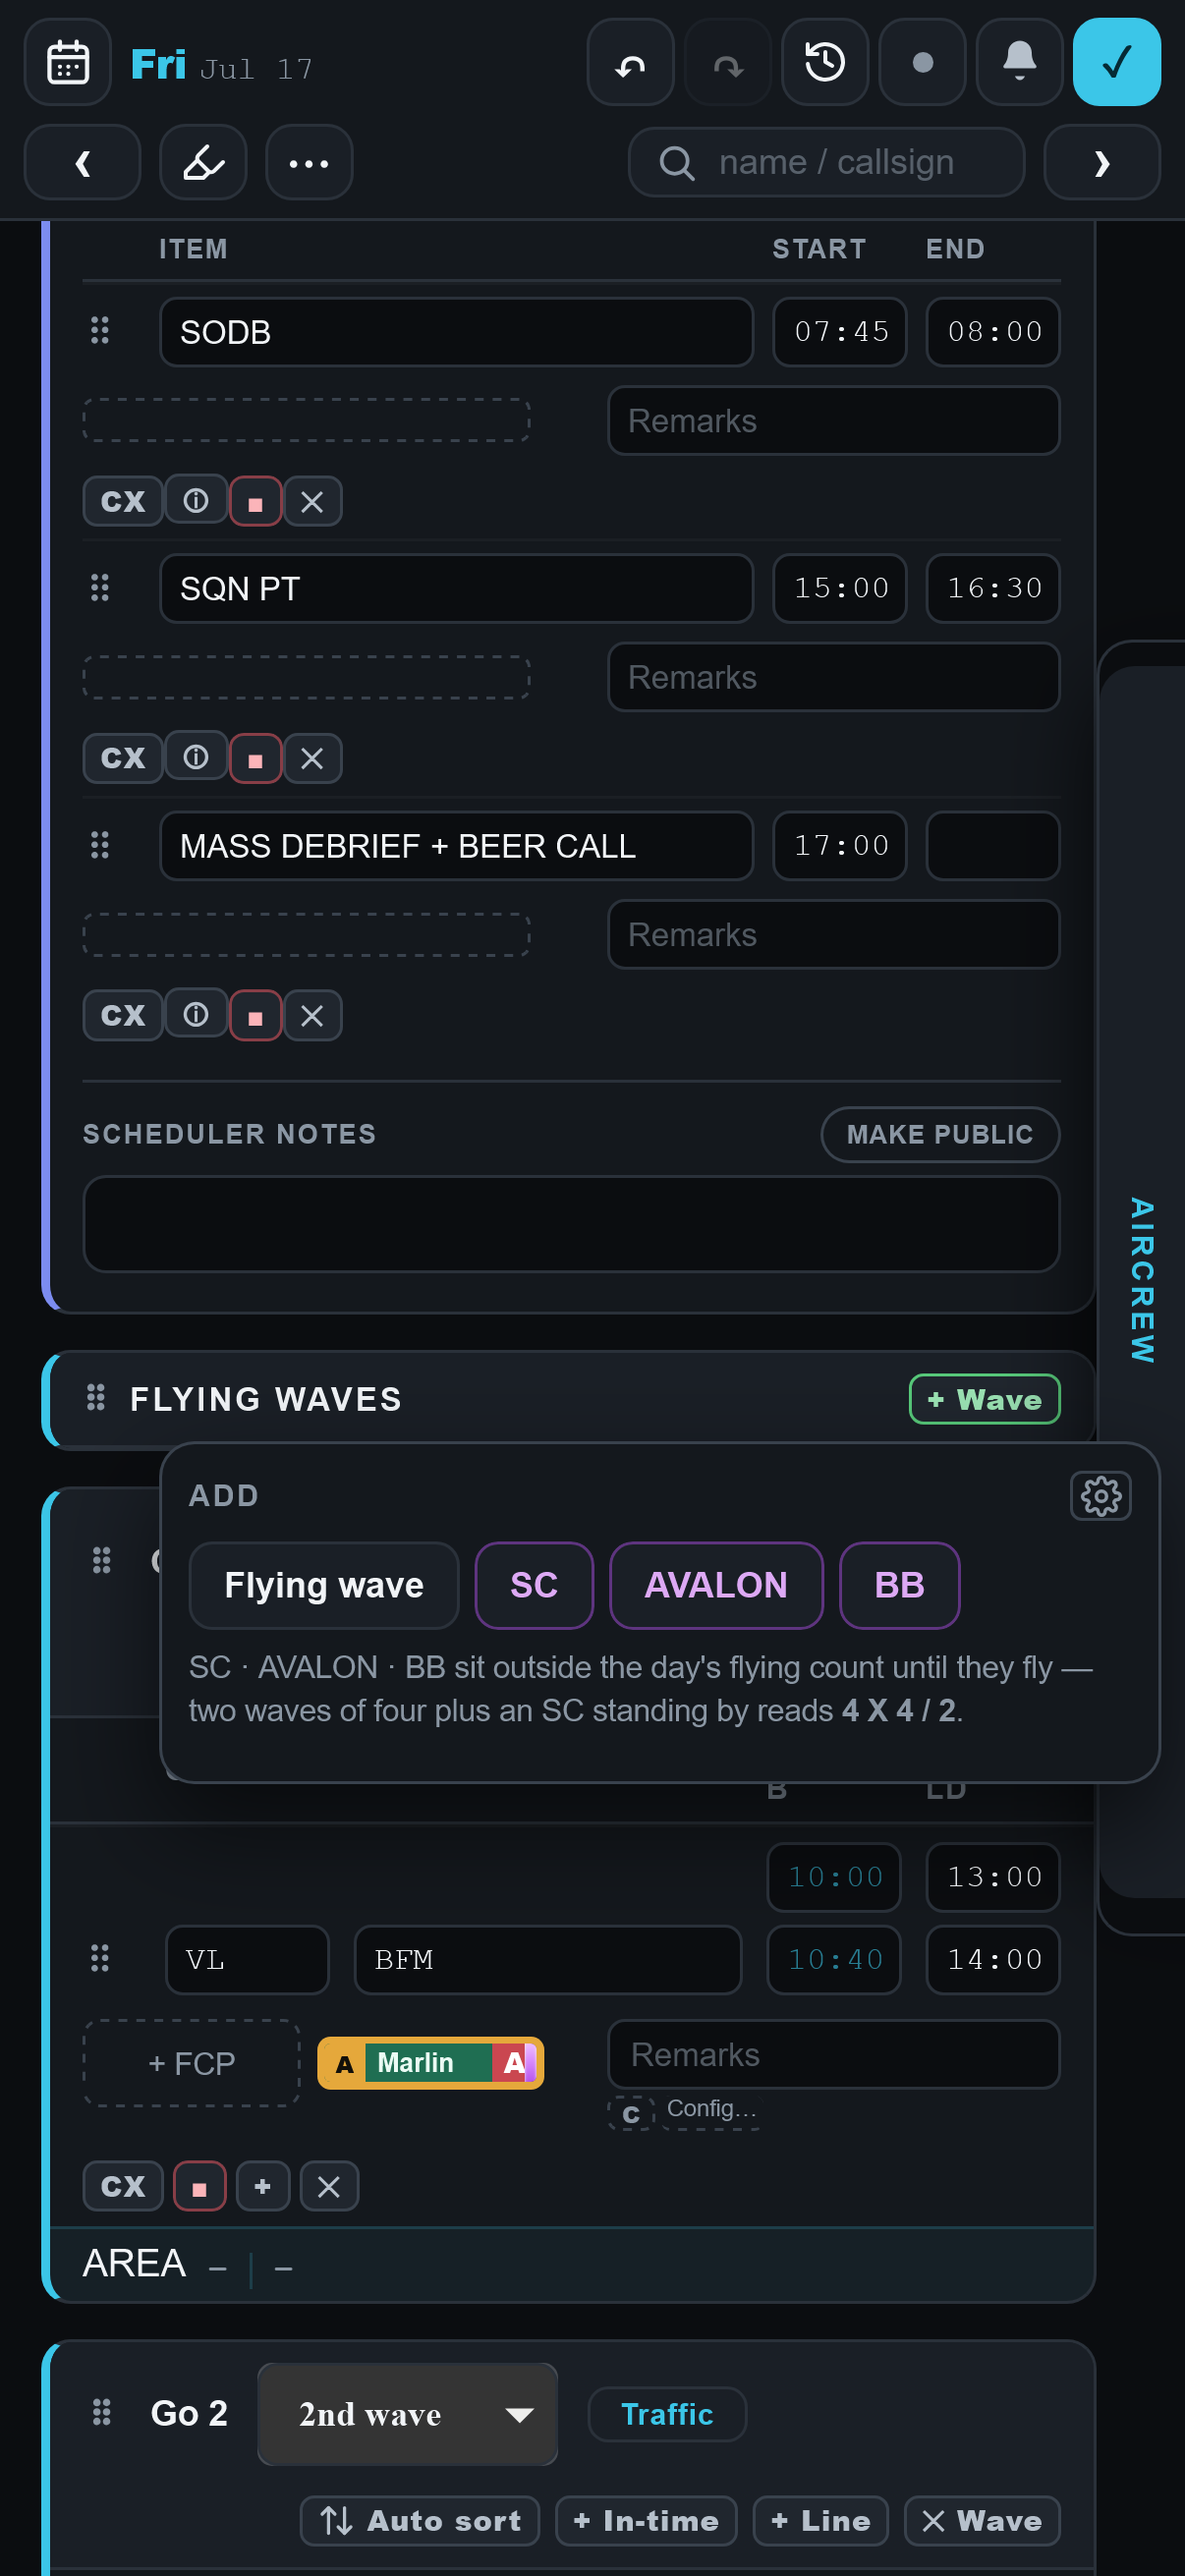 Fri Jul 17
name / callsign
ITEM START END
SODB 07:45 08:00
Remarks
CX
SQN PT 15:00 16:30
Remarks
CX
MASS DEBRIEF + BEER CALL 17:00
Remarks
CX
SCHEDULER NOTES MAKE PUBLIC
AIRCREW
FLYING WAVES + Wave
ADD
Flying wave SC AVALON BB
SC · AVALON · BB sit outside the day's flying count until they fly —
two waves of four plus an SC standing by reads 4 X 4 / 2.
B LD
10:00 13:00
VL BFM 10:40 14:00
+ FCP A Marlin A Remarks
C Config...
CX +
AREA – | –
Go 2 2nd wave Traffic
Auto sort + In-time + Line × Wave